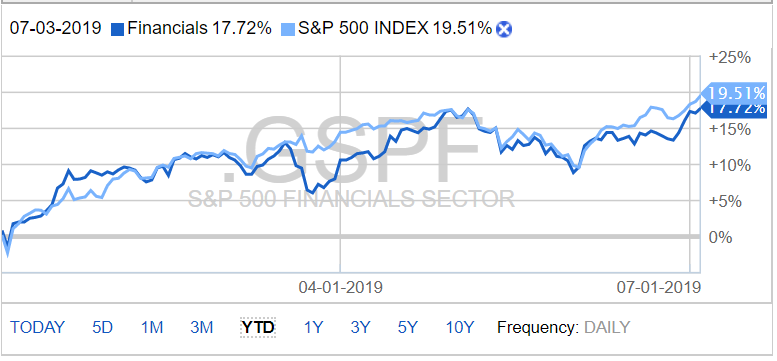 07-03-2019 Financials 17.72% S&P 500 INDEX 19.51%
+25%
19.51%
17.72%
+15%
+10%
+5%
0%
.GSPF
S&P 500 FINANCIALS SECTOR
04-01-2019 07-01-2019
TODAY 5D 1M 3M YTD 1Y 3Y 5Y 10Y Frequency: DAILY